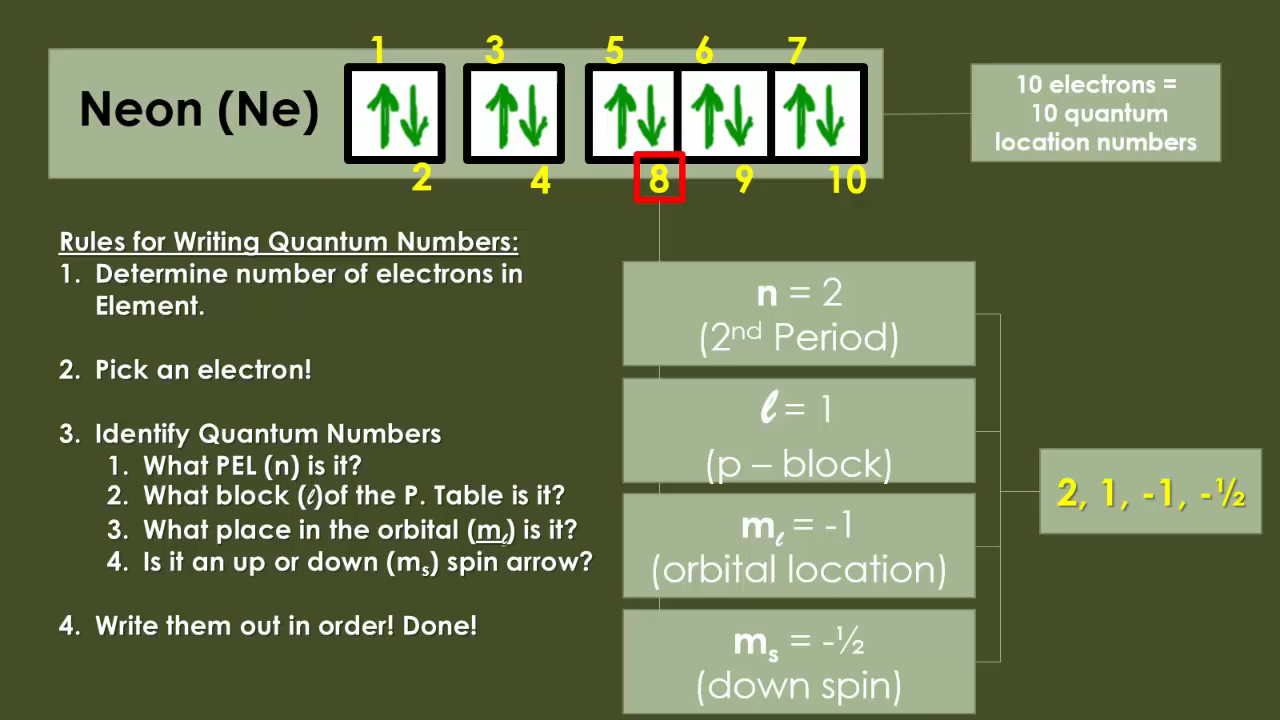 1 3 5 6 7
Neon (Ne)
2 4 8 9 10
10 electrons =
10 quantum
location numbers
Rules for Writing Quantum Numbers:
1. Determine number of electrons in
Element.
2. Pick an electron!
3. Identify Quantum Numbers
1. What PEL (n) is it?
2. What block (ℓ)of the P. Table is it?
3. What place in the orbital (mℓ) is it?
4. Is it an up or down (ms) spin arrow?
4. Write them out in order! Done!
n = 2
(2nd Period)
ℓ = 1
(p – block)
mℓ = -1
(orbital location)
ms = -½
(down spin)
2, 1, -1, -½